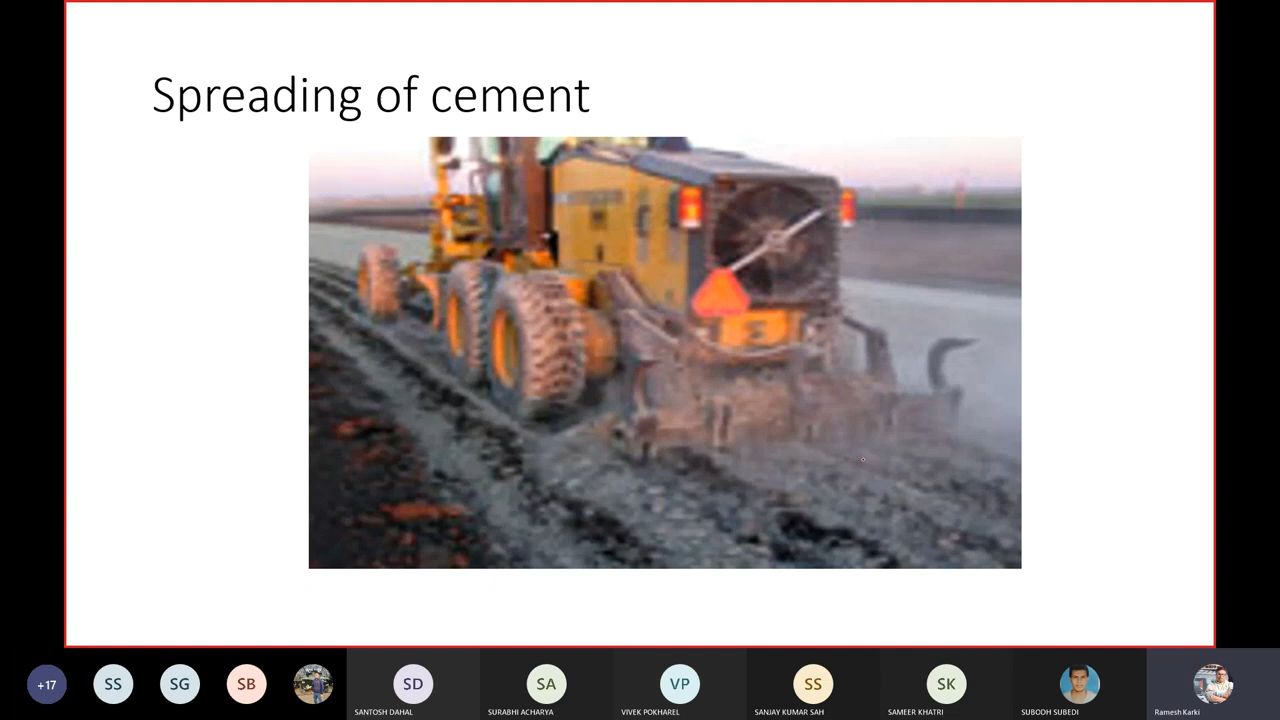 Spreading of cement
+17
SS
SG
SB
SD
SANTOSH DAHAL
SA
SURABHI ACHARYA
VP
VIVEK POKHAREL
SS
SANJAY KUMAR SAH
SK
SAMEER KHATRI
SUBODH SUBEDI
Ramesh Karki